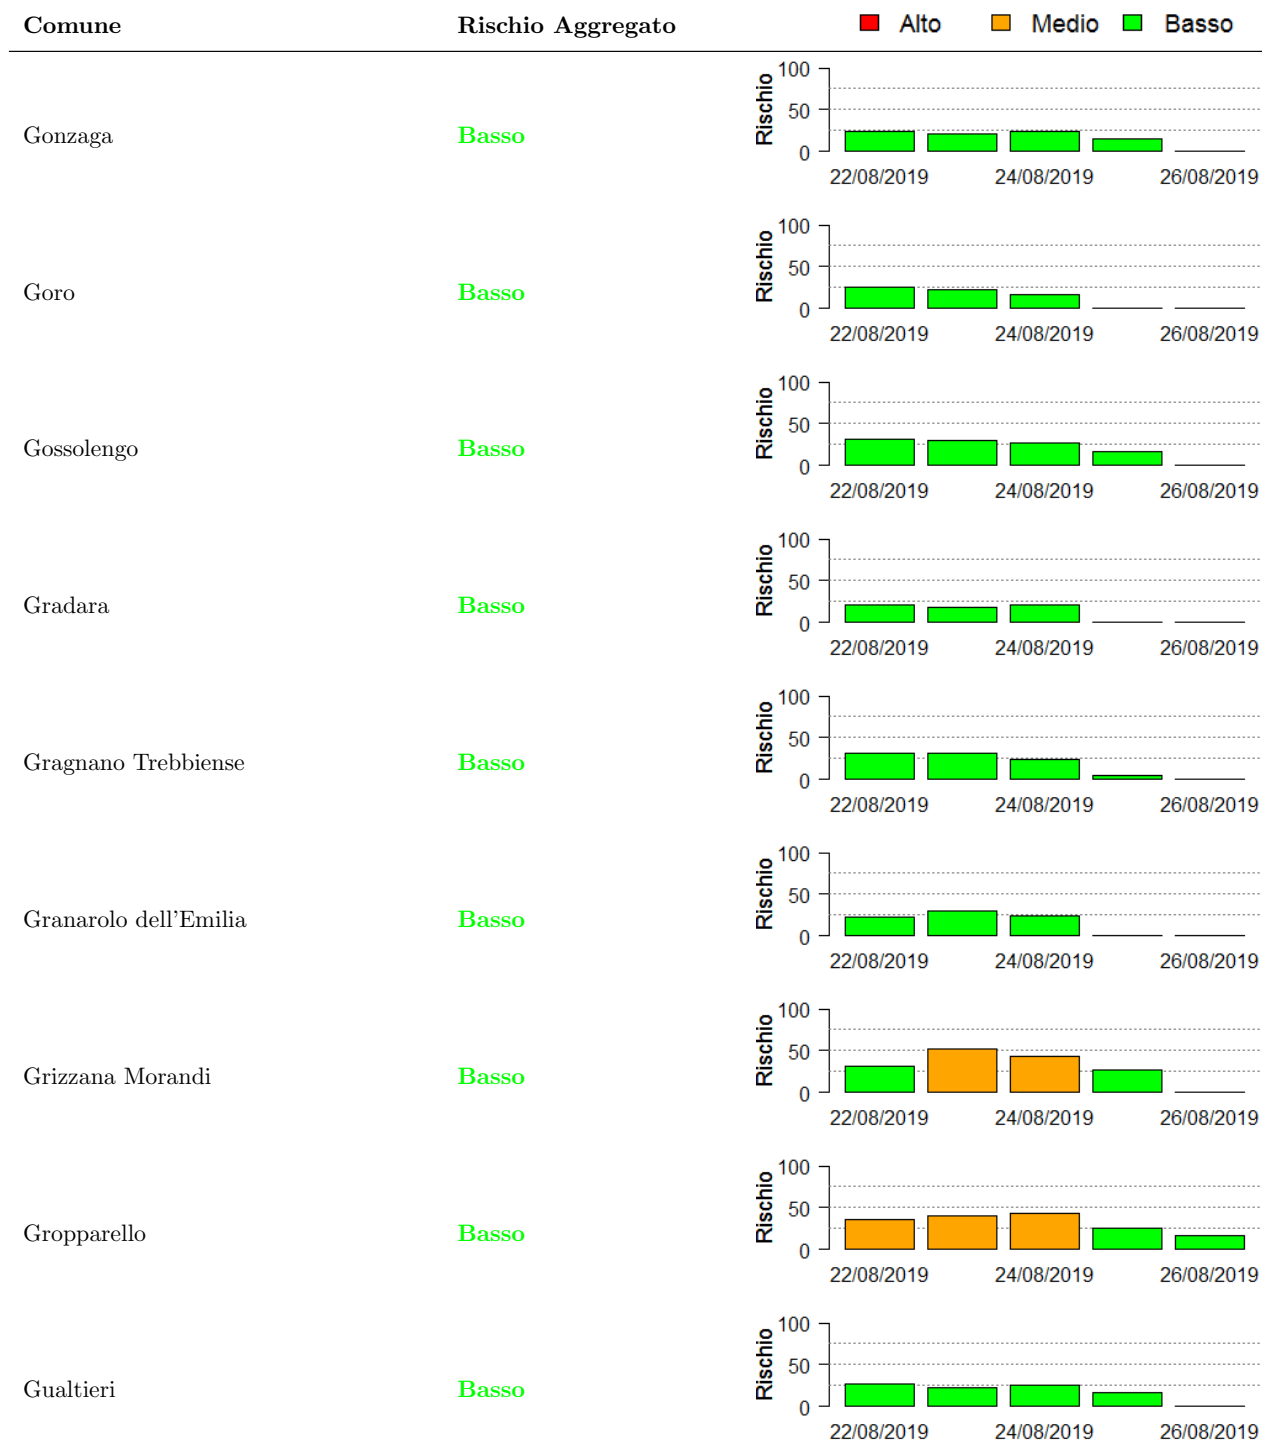 Comune Rischio Aggregato Alto Medio Basso
Gonzaga Basso Rischio 100 50 0
22/08/2019 24/08/2019 26/08/2019
Goro Basso Rischio 100 50 0
22/08/2019 24/08/2019 26/08/2019
Gossolengo Basso Rischio 100 50 0
22/08/2019 24/08/2019 26/08/2019
Gradara Basso Rischio 100 50 0
22/08/2019 24/08/2019 26/08/2019
Gragnano Trebbiense Basso Rischio 100 50 0
22/08/2019 24/08/2019 26/08/2019
Granarolo dell'Emilia Basso Rischio 100 50 0
22/08/2019 24/08/2019 26/08/2019
Grizzana Morandi Basso Rischio 100 50 0
22/08/2019 24/08/2019 26/08/2019
Gropparello Basso Rischio 100 50 0
22/08/2019 24/08/2019 26/08/2019
Gualtieri Basso Rischio 100 50 0
22/08/2019 24/08/2019 26/08/2019